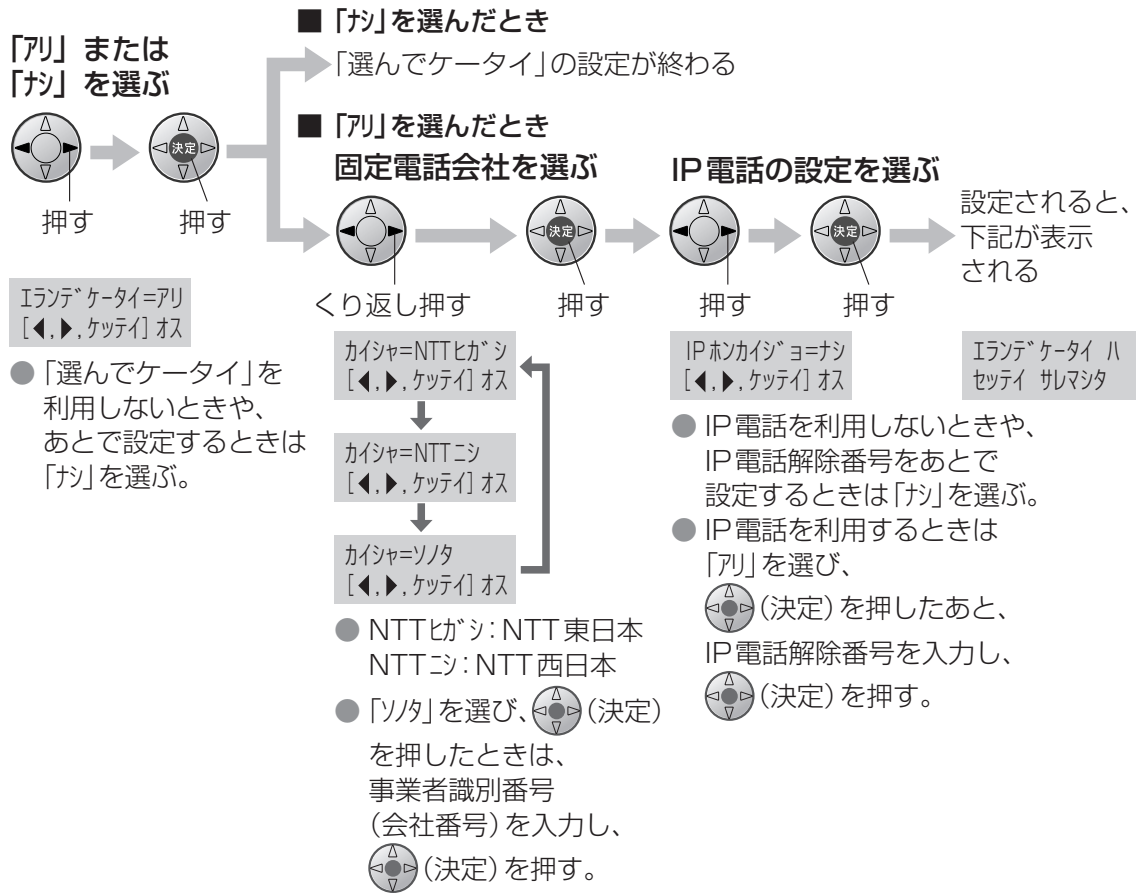 「ｱﾘ」または
「ﾅｼ」を選ぶ
決定
押す
押す
ｴﾗﾝﾃﾞｹｰﾀｲ=ｱﾘ
[◀,▶,ｹｯﾃｲ] ｵｽ
●「選んでケータイ」を
利用しないときや、
あとで設定するときは
「ﾅｼ」を選ぶ。
■「ﾅｼ」を選んだとき
「選んでケータイ」の設定が終わる
■「ｱﾘ」を選んだとき
固定電話会社を選ぶ
決定
くり返し押す
押す
ｶｲｼｬ=NTTﾋｶﾞｼ
[◀,▶,ｹｯﾃｲ] ｵｽ
ｶｲｼｬ=NTTﾆｼ
[◀,▶,ｹｯﾃｲ] ｵｽ
ｶｲｼｬ=ｿﾉﾀ
[◀,▶,ｹｯﾃｲ] ｵｽ
● NTTﾋｶﾞｼ：NTT東日本
NTTﾆｼ：NTT西日本
●「ｿﾉﾀ」を選び、(決定)
を押したときは、
事業者識別番号
(会社番号)を入力し、
(決定)を押す。
IP電話の設定を選ぶ
決定
押す
押す
IPﾎﾝｶｲｼﾞｮ=ﾅｼ
[◀,▶,ｹｯﾃｲ] ｵｽ
● IP電話を利用しないときや、
IP電話解除番号をあとで
設定するときは「ﾅｼ」を選ぶ。
● IP電話を利用するときは
「ｱﾘ」を選び、
(決定)を押したあと、
IP電話解除番号を入力し、
(決定)を押す。
設定されると、
下記が表示
される
ｴﾗﾝﾃﾞｹｰﾀｲ ﾊ
ｾｯﾃｲ ｻﾚﾏｼﾀ